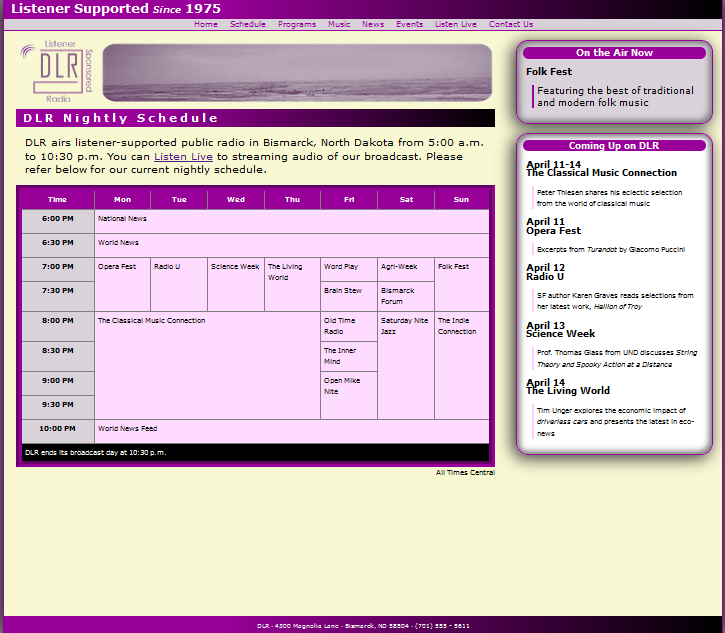 Listener Supported Since 1975
Home Schedule Programs Music News Events Listen Live Contact Us
Listener
DLR
Sponsored
Radio
DLR Nightly Schedule
DLR airs listener-supported public radio in Bismarck, North Dakota from 5:00 a.m.
to 10:30 p.m. You can Listen Live to streaming audio of our broadcast. Please
refer below for our current nightly schedule.
Time Mon Tue Wed Thu Fri Sat Sun
6:00 PM National News
6:30 PM World News
7:00 PM Opera Fest Radio U Science Week The Living World Word Play Agri-Week Folk Fest
7:30 PM Brain Stew Bismarck Forum
8:00 PM The Classical Music Connection Old Time Radio Saturday Nite Jazz The Indie Connection
8:30 PM The Inner Mind
9:00 PM Open Mike Nite
9:30 PM
10:00 PM World News Feed
DLR ends its broadcast day at 10:30 p.m.
All Times Central
On the Air Now
Folk Fest
Featuring the best of traditional
and modern folk music
Coming Up on DLR
April 11-14
The Classical Music Connection
Peter Thiesen shares his eclectic selection
from the world of classical music
April 11
Opera Fest
Excerpts from Turandot by Giacomo Puccini
April 12
Radio U
SF author Karen Graves reads selections from
her latest work, Hallion of Troy
April 13
Science Week
Prof. Thomas Glass from UND discusses String
Theory and Spooky Action at a Distance
April 14
The Living World
Tim Unger explores the economic impact of
driverless cars and presents the latest in eco-
news
DLR · 4300 Magnolia Lane · Bismarck, ND 58504 · (701) 555 - 5611